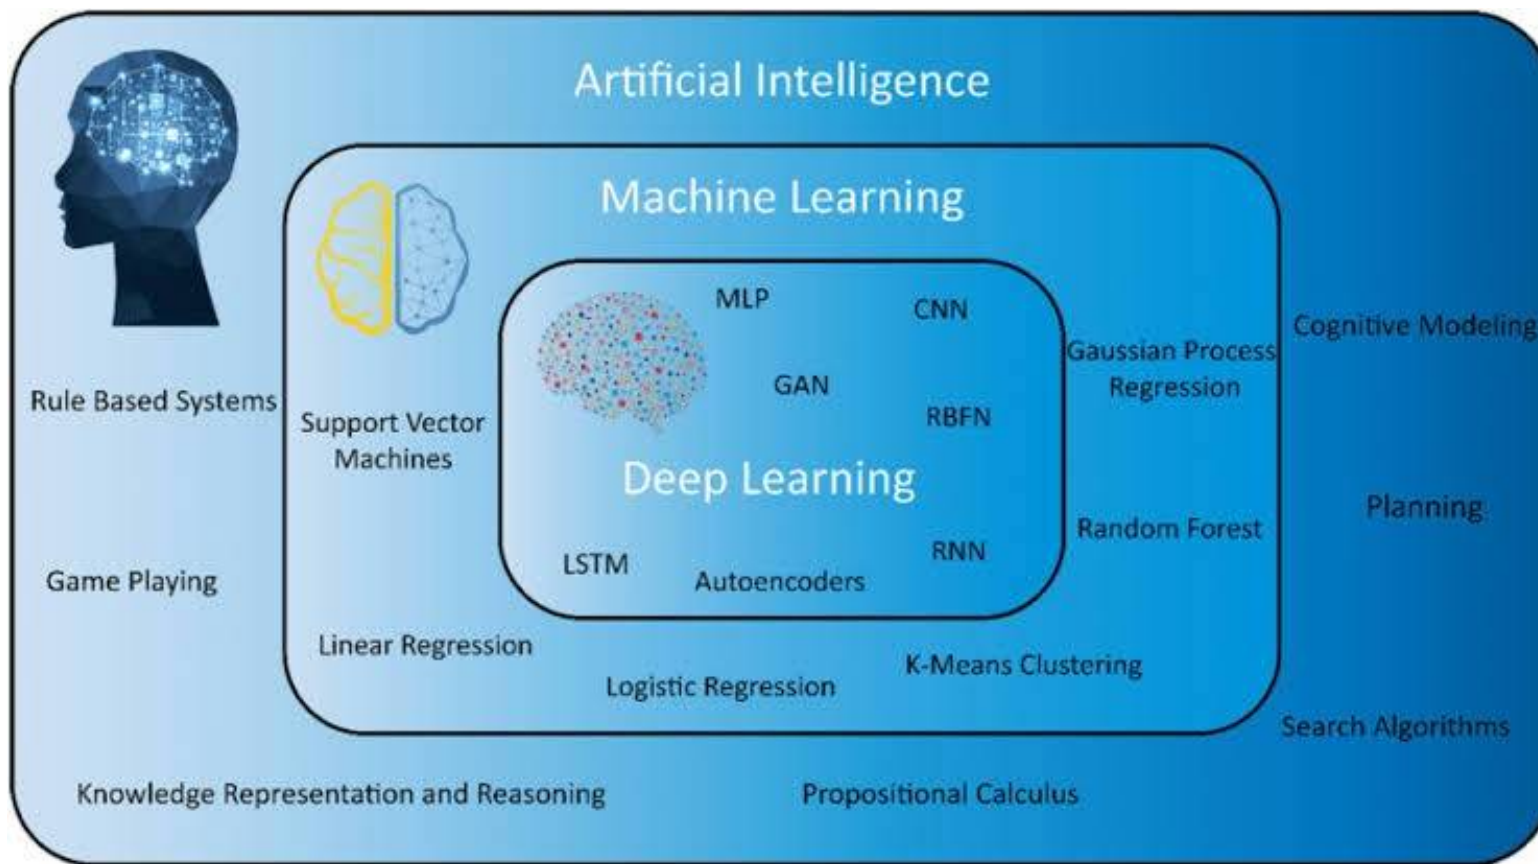 Artificial Intelligence
Machine Learning
MLP
CNN
Cognitive Modeling
Gaussian Process
Regression
GAN
Rule Based Systems
RBFN
Support Vector
Machines
Deep Learning
Planning
Random Forest
RNN
LSTM
Autoencoders
Game Playing
Linear Regression
K-Means Clustering
Logistic Regression
Search Algorithms
Knowledge Representation and Reasoning
Propositional Calculus